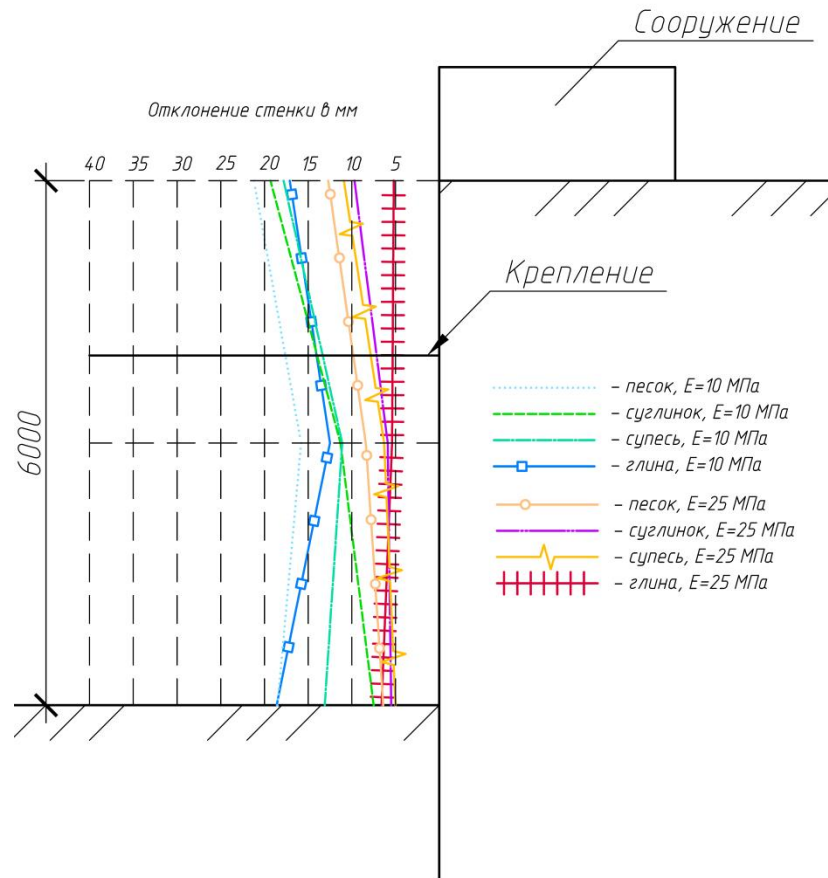 Сооружение
Отклонение стенки в мм
40 35 30 25 20 15 10 5
Крепление
6000
– песок, E=10 МПа
– суглинок, E=10 МПа
– супесь, E=10 МПа
– глина, E=10 МПа
– песок, E=25 МПа
– суглинок, E=25 МПа
– супесь, E=25 МПа
– глина, E=25 МПа